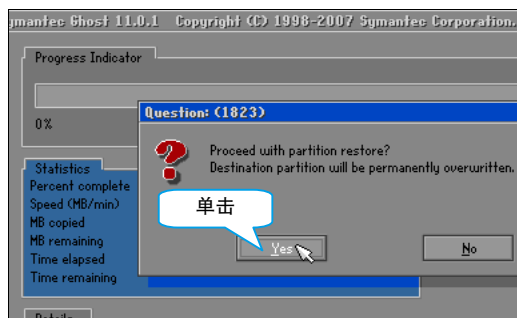 ymantec Ghost 11.0.1 Copyright (C) 1998-2007 Symantec Corporation.
Progress Indicator
0%
Question: (1823)
Proceed with partition restore?
Destination partition will be permanently overwritten.
单击
Yes
No
Statistics
Percent complete
Speed (MB/min)
MB copied
MB remaining
Time elapsed
Time remaining
Details